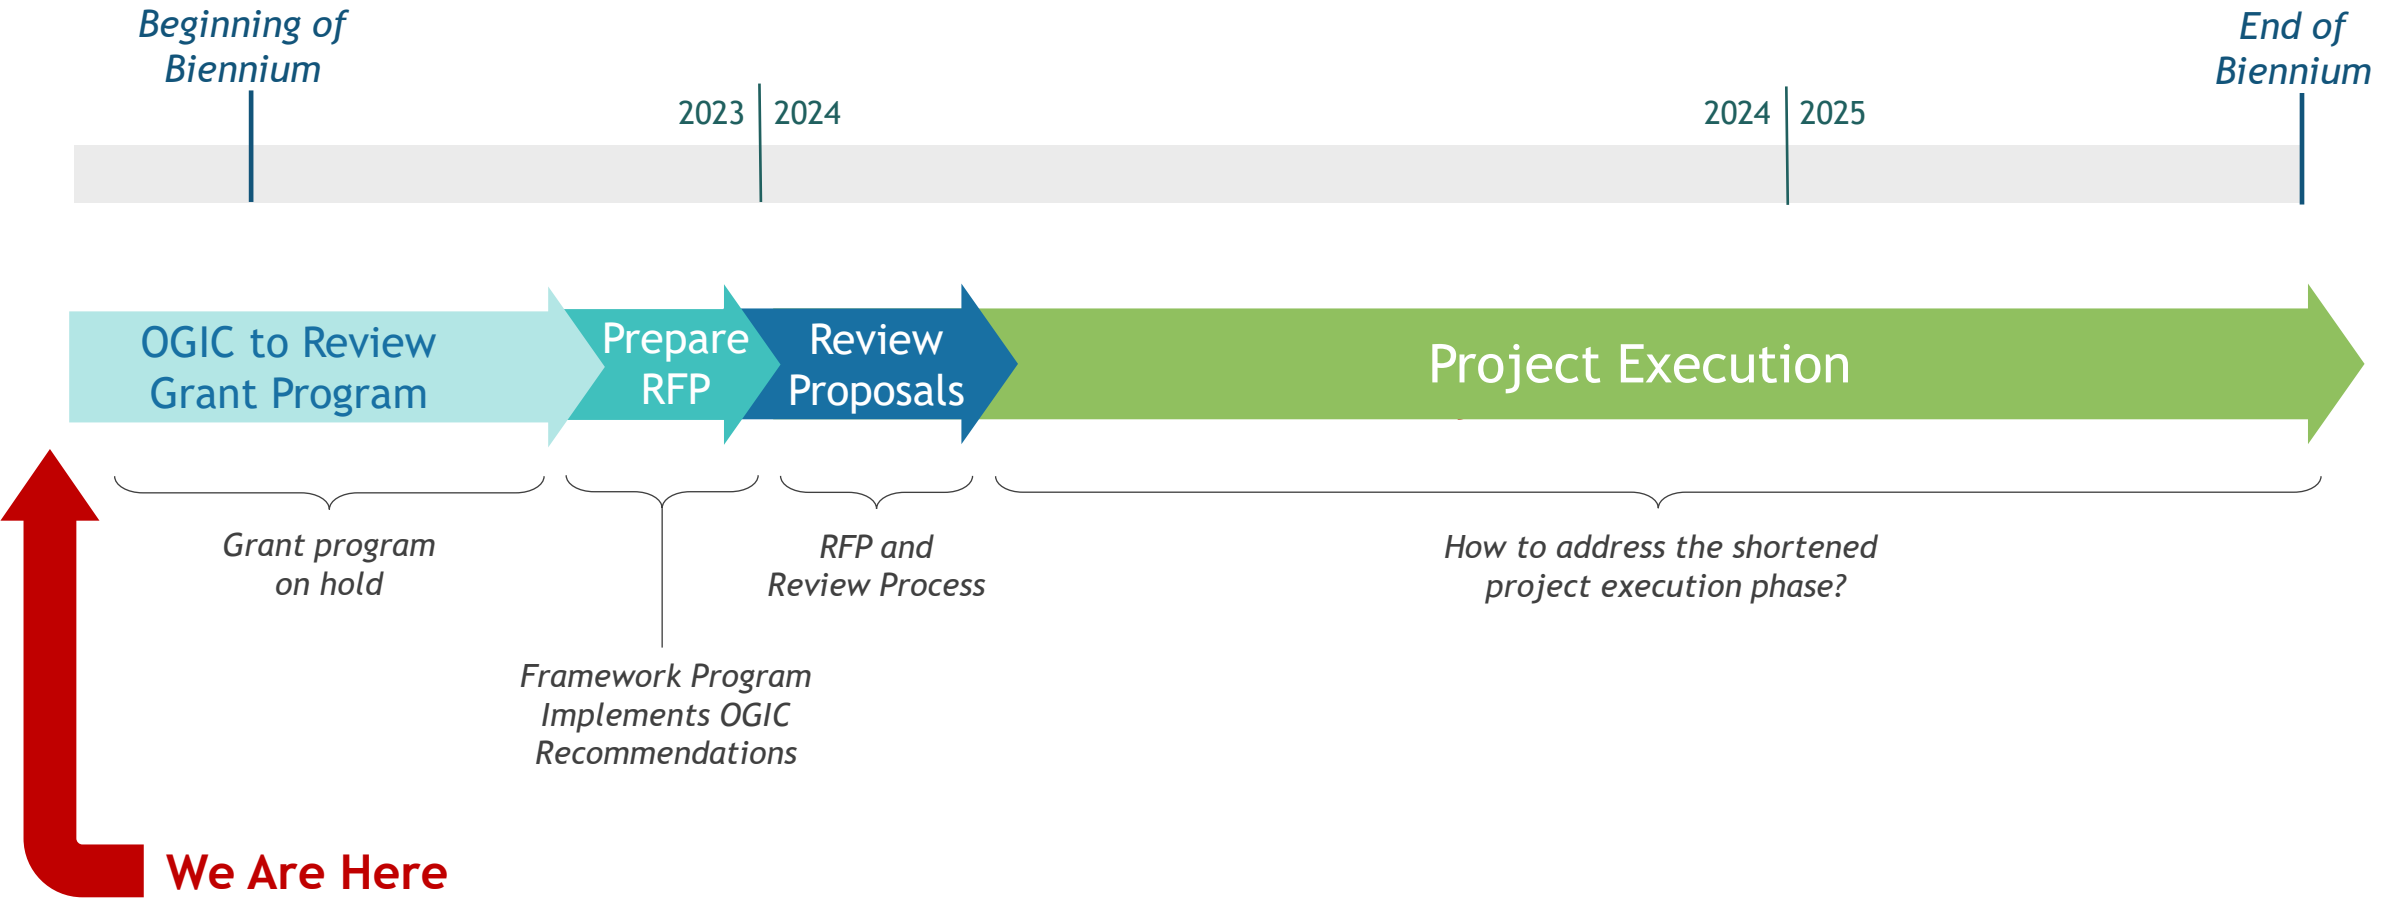 Beginning of
Biennium
End of
Biennium
2023
2024
2024
2025
OGIC to Review
Grant Program
Prepare
RFP
Review
Proposals
Project Execution
Grant program
on hold
RFP and
Review Process
How to address the shortened
project execution phase?
Framework Program
Implements OGIC
Recommendations
We Are Here